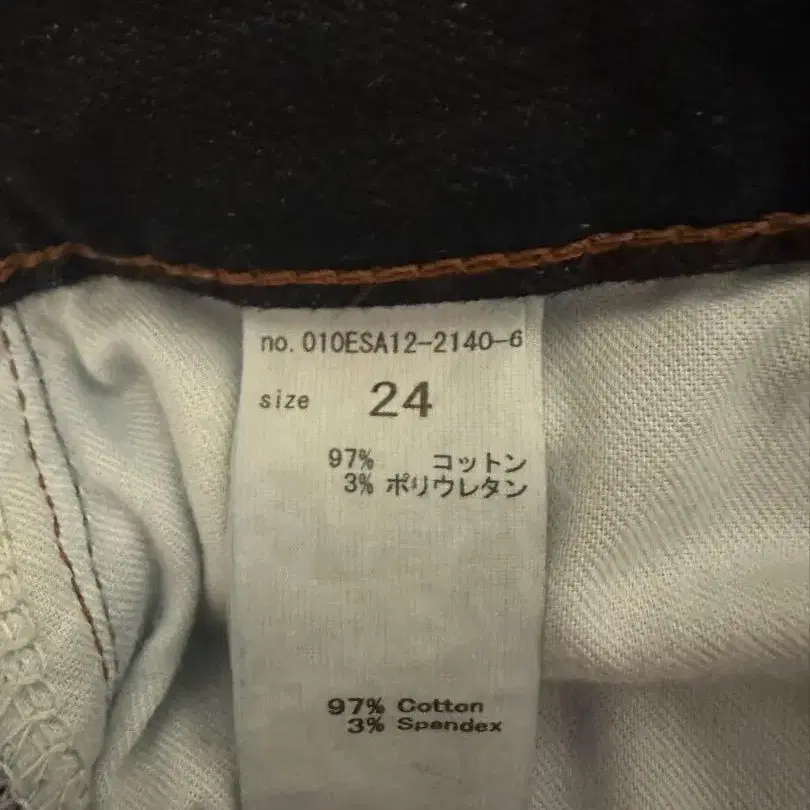 no. 010ESA12-2140-6
size 24
97% コットン
3% ポリウレタン
97% Cotton
3% Spendex